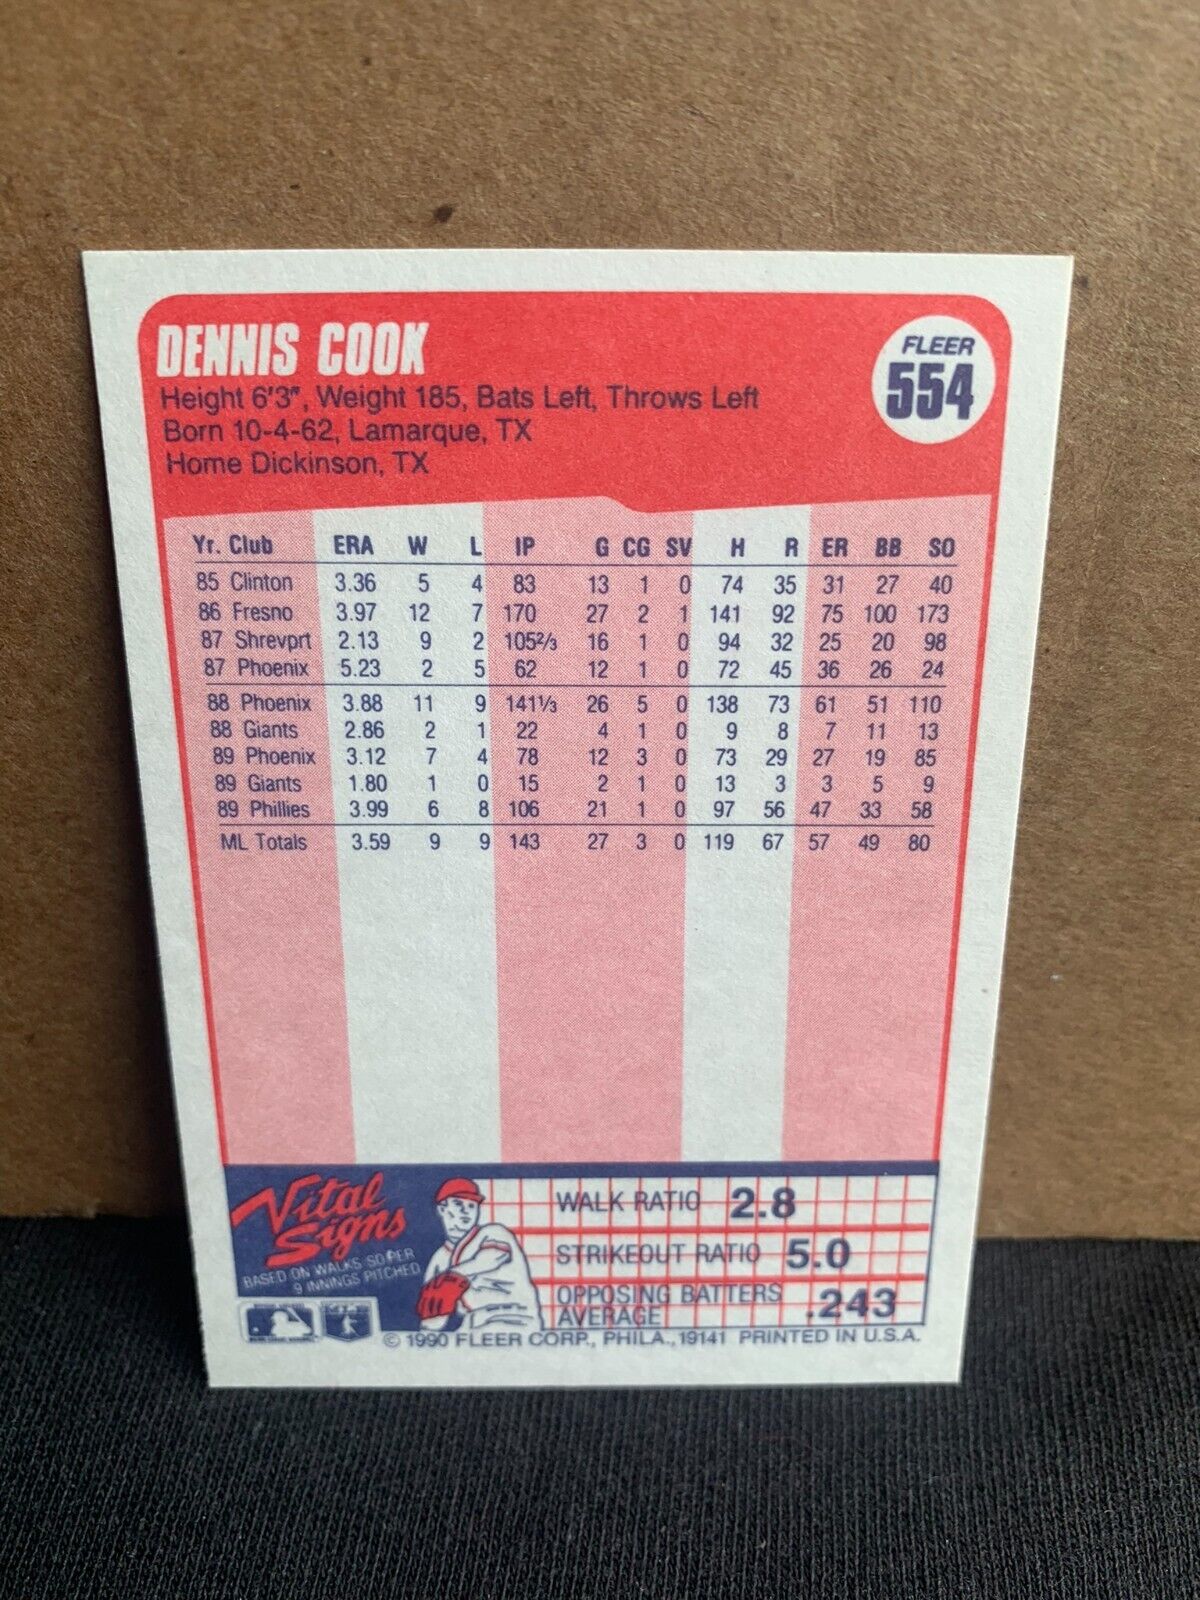 DENNIS COOK
FLEER
554
Height 6'3", Weight 185, Bats Left, Throws Left
Born 10-4-62, Lamarque, TX
Home Dickinson, TX
Yr. Club ERA W L IP G CG SV H R ER BB SO
85 Clinton 3.36 5 4 83 13 1 0 74 35 31 27 40
86 Fresno 3.97 12 7 170 27 2 1 141 92 75 100 173
87 Shrevprt 2.13 9 2 1052/3 16 1 0 94 32 25 20 98
87 Phoenix 5.23 2 5 62 12 1 0 72 45 36 26 24
88 Phoenix 3.88 11 9 1411/3 26 5 0 138 73 61 51 110
88 Giants 2.86 2 1 22 4 1 0 9 8 7 11 13
89 Phoenix 3.12 7 4 78 12 3 0 73 29 27 19 85
89 Giants 1.80 1 0 15 2 1 0 13 3 3 5 9
89 Phillies 3.99 6 8 106 21 1 0 97 56 47 33 58
ML Totals 3.59 9 9 143 27 3 0 119 67 57 49 80
Vital
Signs
BASED ON WALKS SO PER
9 INNINGS PITCHED
WALK RATIO 2.8
STRIKEOUT RATIO 5.0
OPPOSING BATTERS
AVERAGE .243
© 1990 FLEER CORP., PHILA., 19141 PRINTED IN U.S.A.